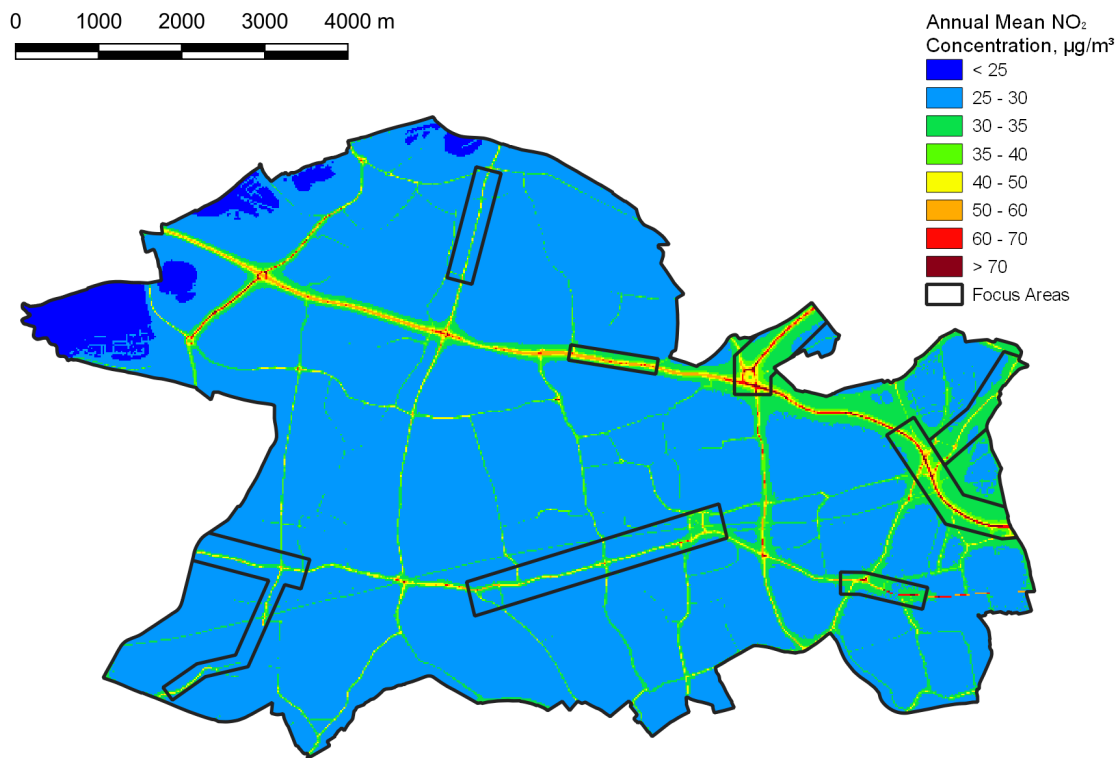 0 1000 2000 3000 4000 m
Annual Mean NO₂
Concentration, µg/m³
< 25
25 - 30
30 - 35
35 - 40
40 - 50
50 - 60
60 - 70
> 70
Focus Areas